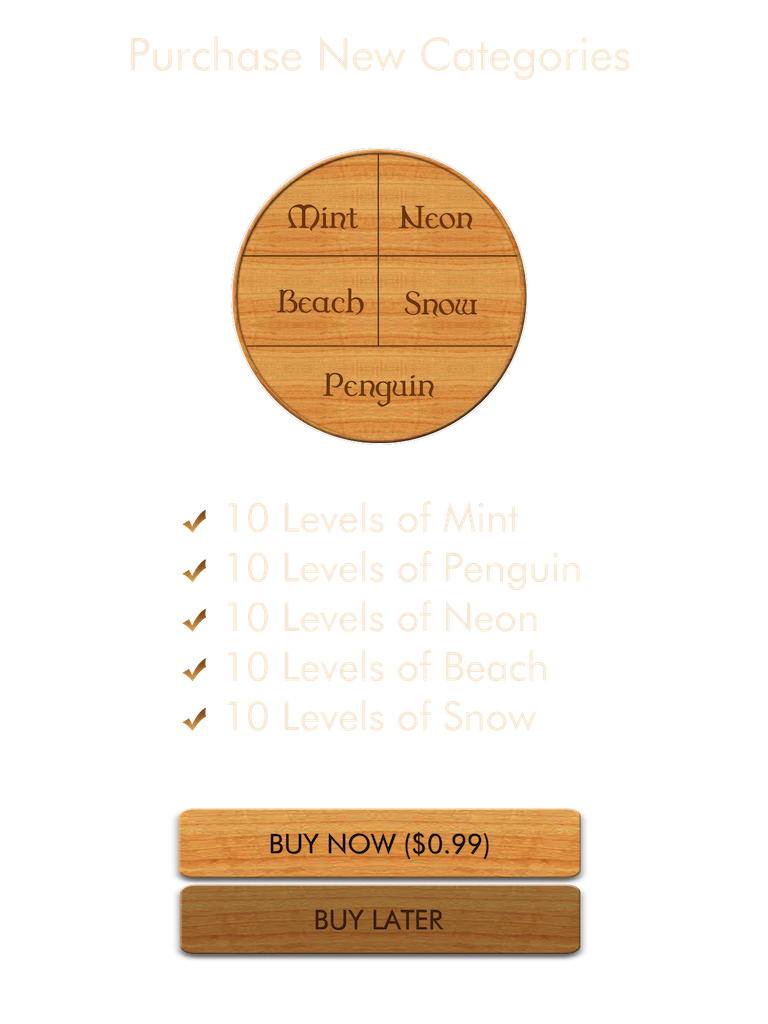 Purchase New Categories
Mint Neon
Beach Snow
Penguin
10 Levels of Mint
10 Levels of Penguin
10 Levels of Neon
10 Levels of Beach
10 Levels of Snow
BUY NOW ($0.99)
BUY LATER